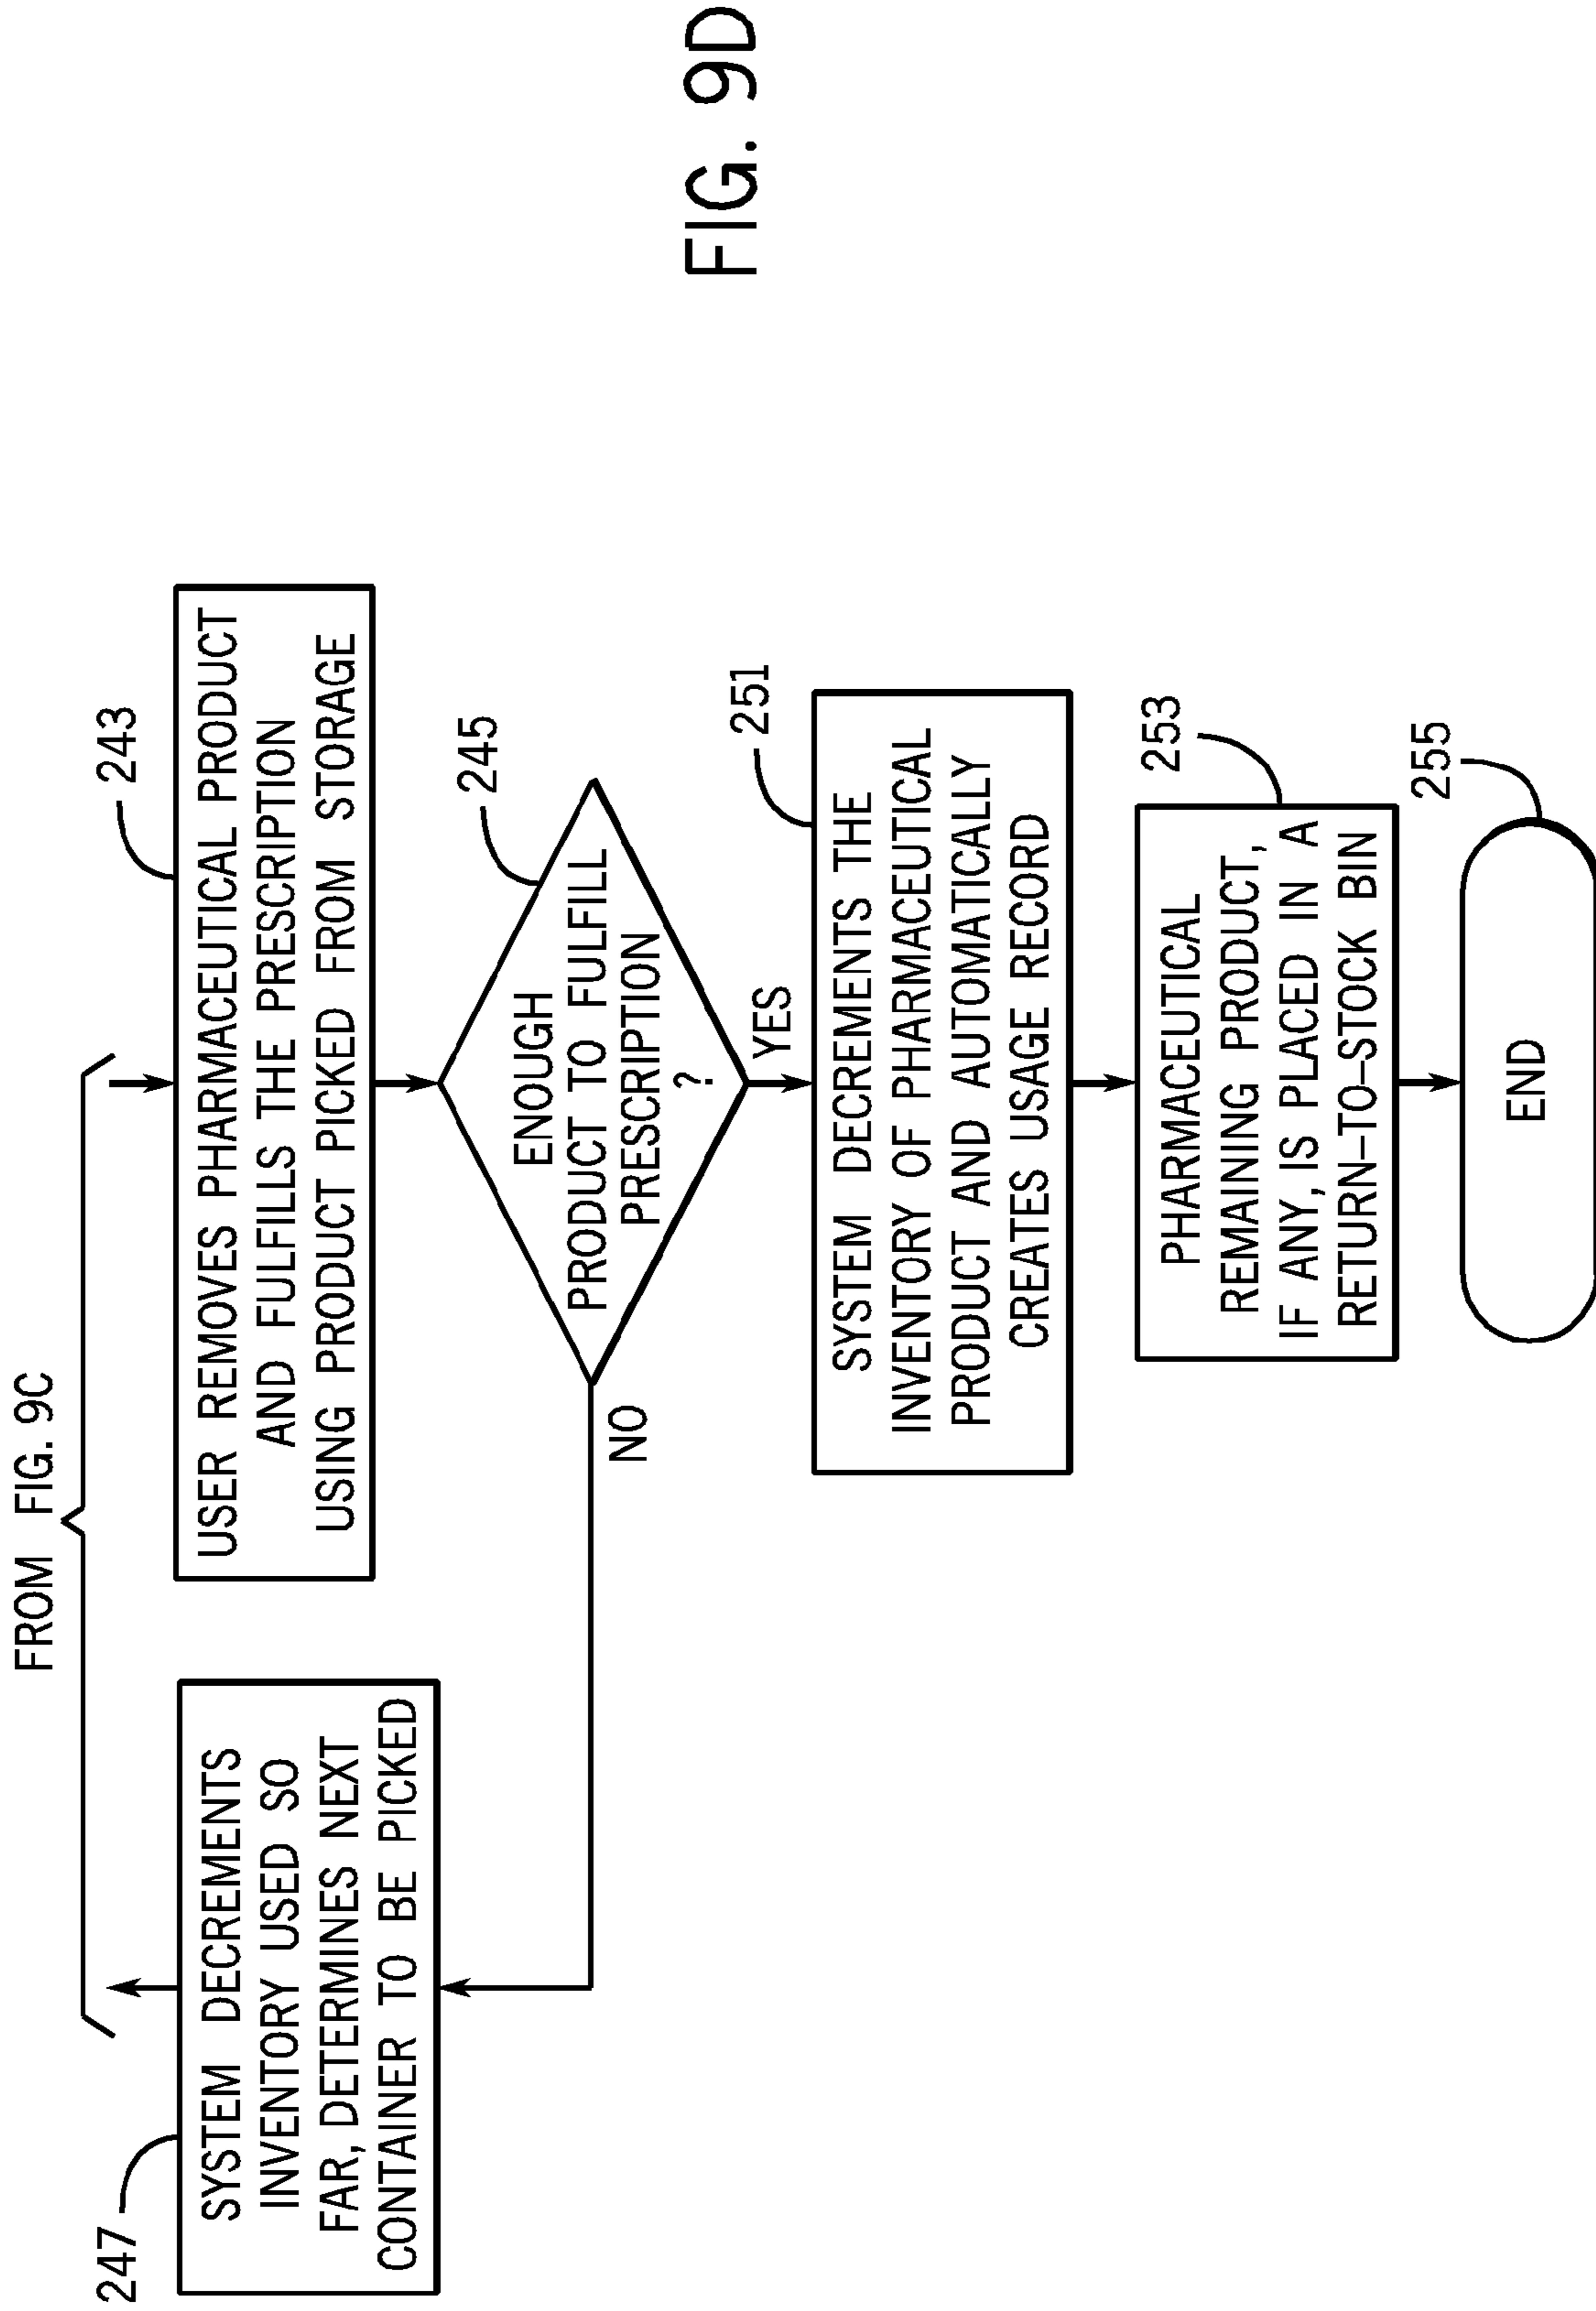 FROM FIG. 9C
247
SYSTEM DECREMENTS
INVENTORY USED SO
FAR, DETERMINES NEXT
CONTAINER TO BE PICKED
243
USER REMOVES PHARMACEUTICAL PRODUCT
AND FULFILLS THE PRESCRIPTION
USING PRODUCT PICKED FROM STORAGE
245
ENOUGH
PRODUCT TO FULFILL
PRESCRIPTION
?
NO
YES
251
SYSTEM DECREMENTS THE
INVENTORY OF PHARMACEUTICAL
PRODUCT AND AUTOMATICALLY
CREATES USAGE RECORD
253
PHARMACEUTICAL
REMAINING PRODUCT,
IF ANY, IS PLACED IN A
RETURN-TO-STOCK BIN
255
END
FIG. 9D